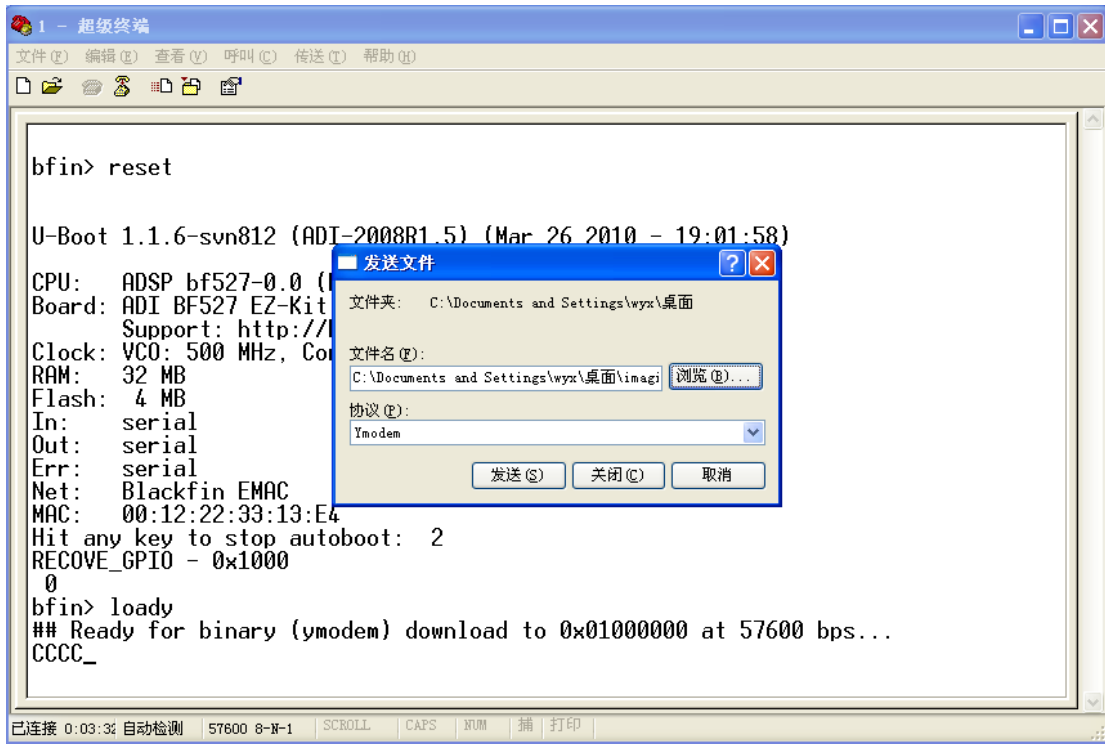 1 - 超级终端
文件(F) 编辑(E) 查看(V) 呼叫(C) 传送(T) 帮助(H)
bfin> reset
U-Boot 1.1.6-svn812 (ADI-2008R1.5) (Mar 26 2010 - 19:01:58)
CPU: ADSP bf527-0.0 (
Board: ADI BF527 EZ-Kit
Support: http://
Clock: VCO: 500 MHz, Co
RAM: 32 MB
Flash: 4 MB
In: serial
Out: serial
Err: serial
Net: Blackfin EMAC
MAC: 00:12:22:33:13:E4
Hit any key to stop autoboot: 2
RECOVE_GPIO - 0x1000
0
bfin> loady
## Ready for binary (ymodem) download to 0x01000000 at 57600 bps...
CCCC_
发送文件
文件夹: C:\Documents and Settings\wyx\桌面
文件名(F):
C:\Documents and Settings\wyx\桌面\imagi 浏览(B)...
协议(P):
Ymodem
发送(S) 关闭(C) 取消
已连接 0:03:32 自动检测 57600 8-N-1 SCROLL CAPS NUM 捕 打印